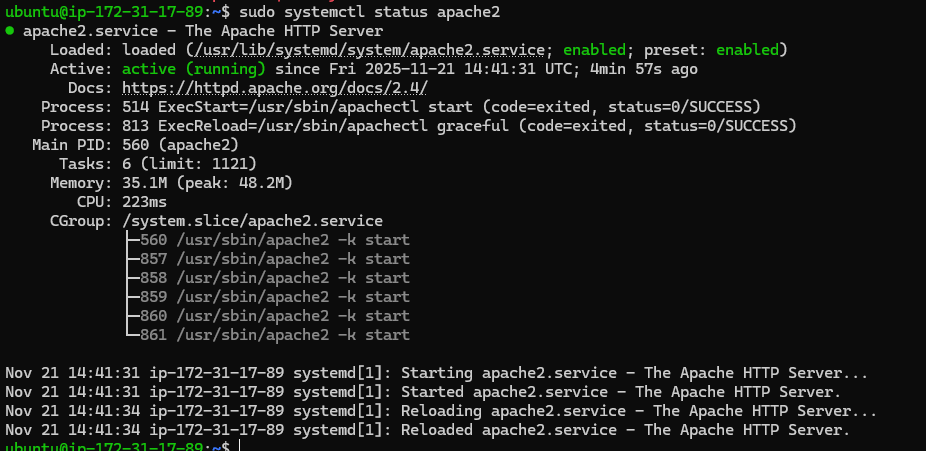 ubuntu@ip-172-31-17-89:~$ sudo systemctl status apache2
● apache2.service - The Apache HTTP Server
     Loaded: loaded (/usr/lib/systemd/system/apache2.service; enabled; preset: enabled)
     Active: active (running) since Fri 2025-11-21 14:41:31 UTC; 4min 57s ago
       Docs: https://httpd.apache.org/docs/2.4/
    Process: 514 ExecStart=/usr/sbin/apachectl start (code=exited, status=0/SUCCESS)
    Process: 813 ExecReload=/usr/sbin/apachectl graceful (code=exited, status=0/SUCCESS)
   Main PID: 560 (apache2)
      Tasks: 6 (limit: 1121)
     Memory: 35.1M (peak: 48.2M)
        CPU: 223ms
     CGroup: /system.slice/apache2.service
             ├─560 /usr/sbin/apache2 -k start
             ├─857 /usr/sbin/apache2 -k start
             ├─858 /usr/sbin/apache2 -k start
             ├─859 /usr/sbin/apache2 -k start
             ├─860 /usr/sbin/apache2 -k start
             └─861 /usr/sbin/apache2 -k start

Nov 21 14:41:31 ip-172-31-17-89 systemd[1]: Starting apache2.service - The Apache HTTP Server...
Nov 21 14:41:31 ip-172-31-17-89 systemd[1]: Started apache2.service - The Apache HTTP Server.
Nov 21 14:41:34 ip-172-31-17-89 systemd[1]: Reloading apache2.service - The Apache HTTP Server...
Nov 21 14:41:34 ip-172-31-17-89 systemd[1]: Reloaded apache2.service - The Apache HTTP Server.
ubuntu@ip-172-31-17-89:~$